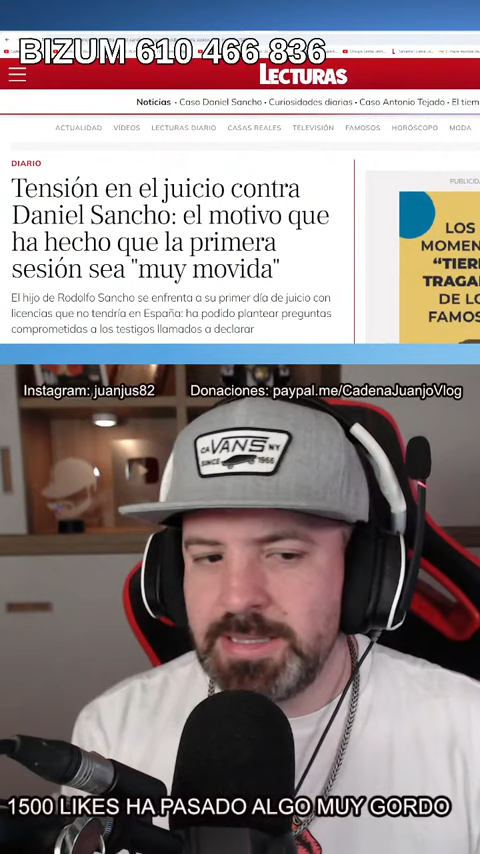 BIZUM 610 466 836
LECTURAS
Noticias • Caso Daniel Sancho • Curiosidades diarias • Caso Antonio Tejado • El tiem
ACTUALIDAD VÍDEOS LECTURAS DIARIO CASAS REALES TELEVISIÓN FAMOSOS HORÓSCOPO MODA
DIARIO
Tensión en el juicio contra
Daniel Sancho: el motivo que
ha hecho que la primera
sesión sea "muy movida"
El hijo de Rodolfo Sancho se enfrenta a su primer día de juicio con
licencias que no tendría en España: ha podido plantear preguntas
comprometidas a los testigos llamados a declarar
PUBLICID
LOS
MOMEN
“TIER
TRAGA
DE LO
FAMOS
Instagram: juanjus82 Donaciones: paypal.me/CadenaJuanjoVlog
CA VANS NY
SINCE 1966
1500 LIKES HA PASADO ALGO MUY GORDO